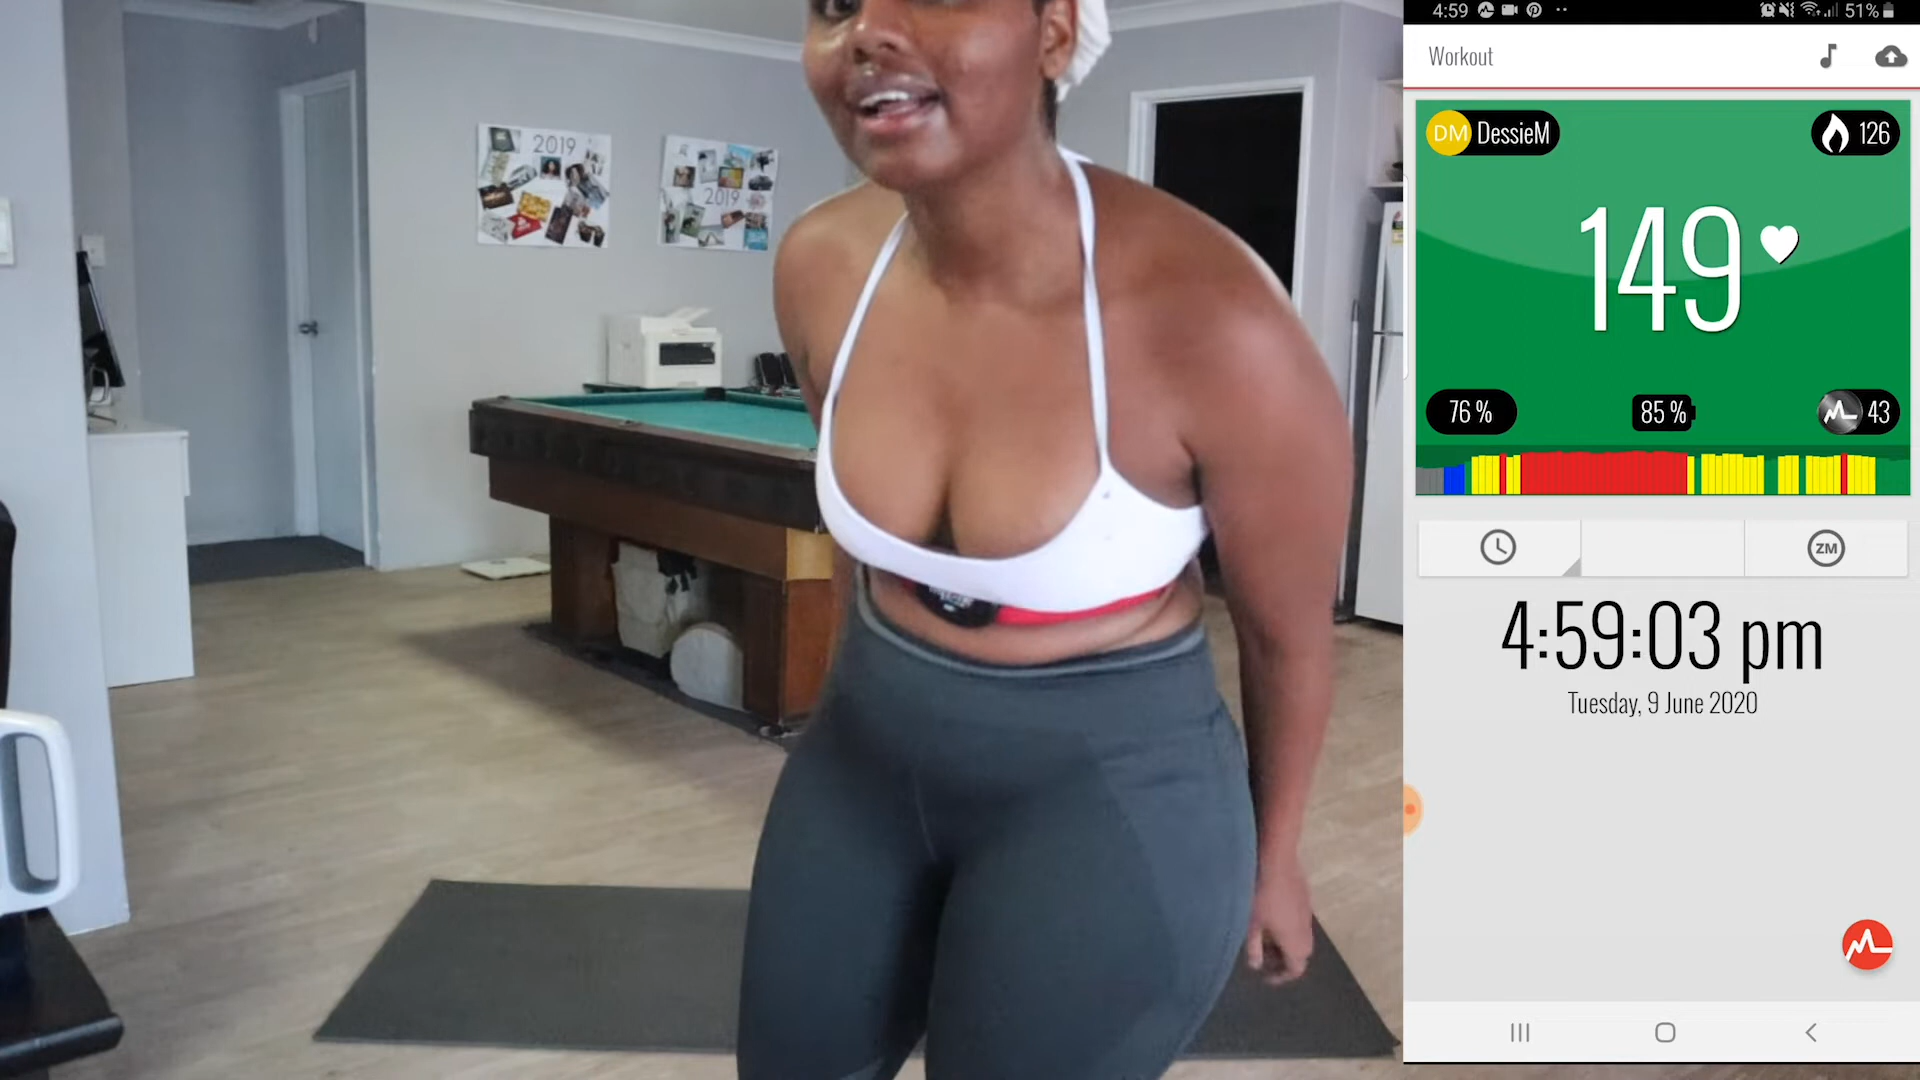 2019
2019
4:59
51%
Workout
DM DessieM
126
149
76 %
85 %
43
ZM
4:59:03 pm
Tuesday, 9 June 2020